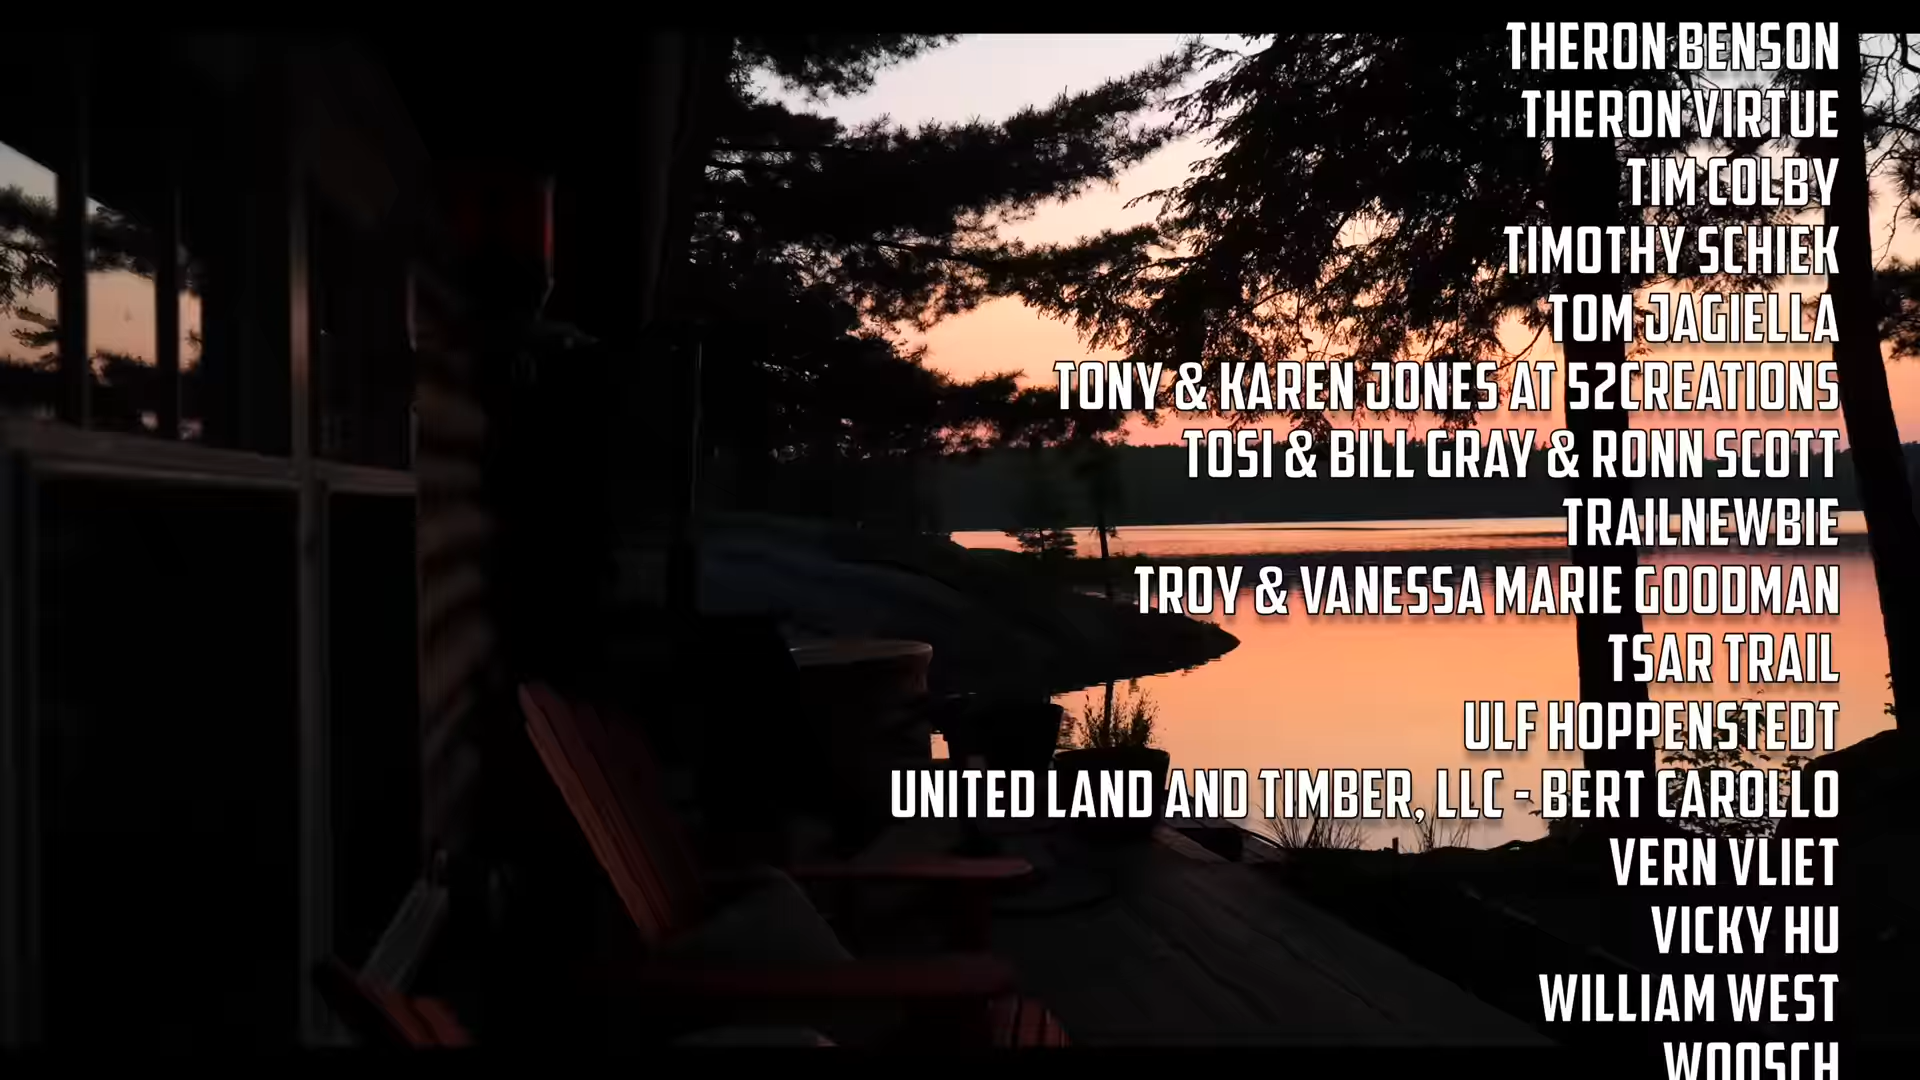 THERON BENSON
THERON VIRTUE
TIM COLBY
TIMOTHY SCHIEK
TOM JAGIELLA
TONY & KAREN JONES AT 52CREATIONS
TOSI & BILL GRAY & RONN SCOTT
TRAILNEWBIE
TROY & VANESSA MARIE GOODMAN
TSAR TRAIL
ULF HOPPENSTEDT
UNITED LAND AND TIMBER, LLC - BERT CAROLLO
VERN VLIET
VICKY HU
WILLIAM WEST
WOOSCH